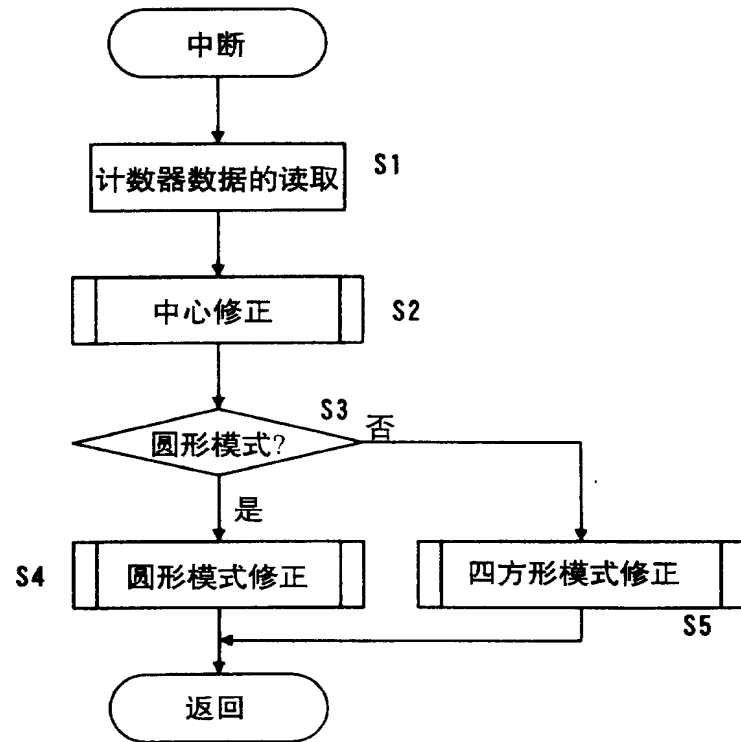 中断
计数器数据的读取
S1
中心修正
S2
S3
圆形模式?
否
是
S4
圆形模式修正
四方形模式修正
S5
返回